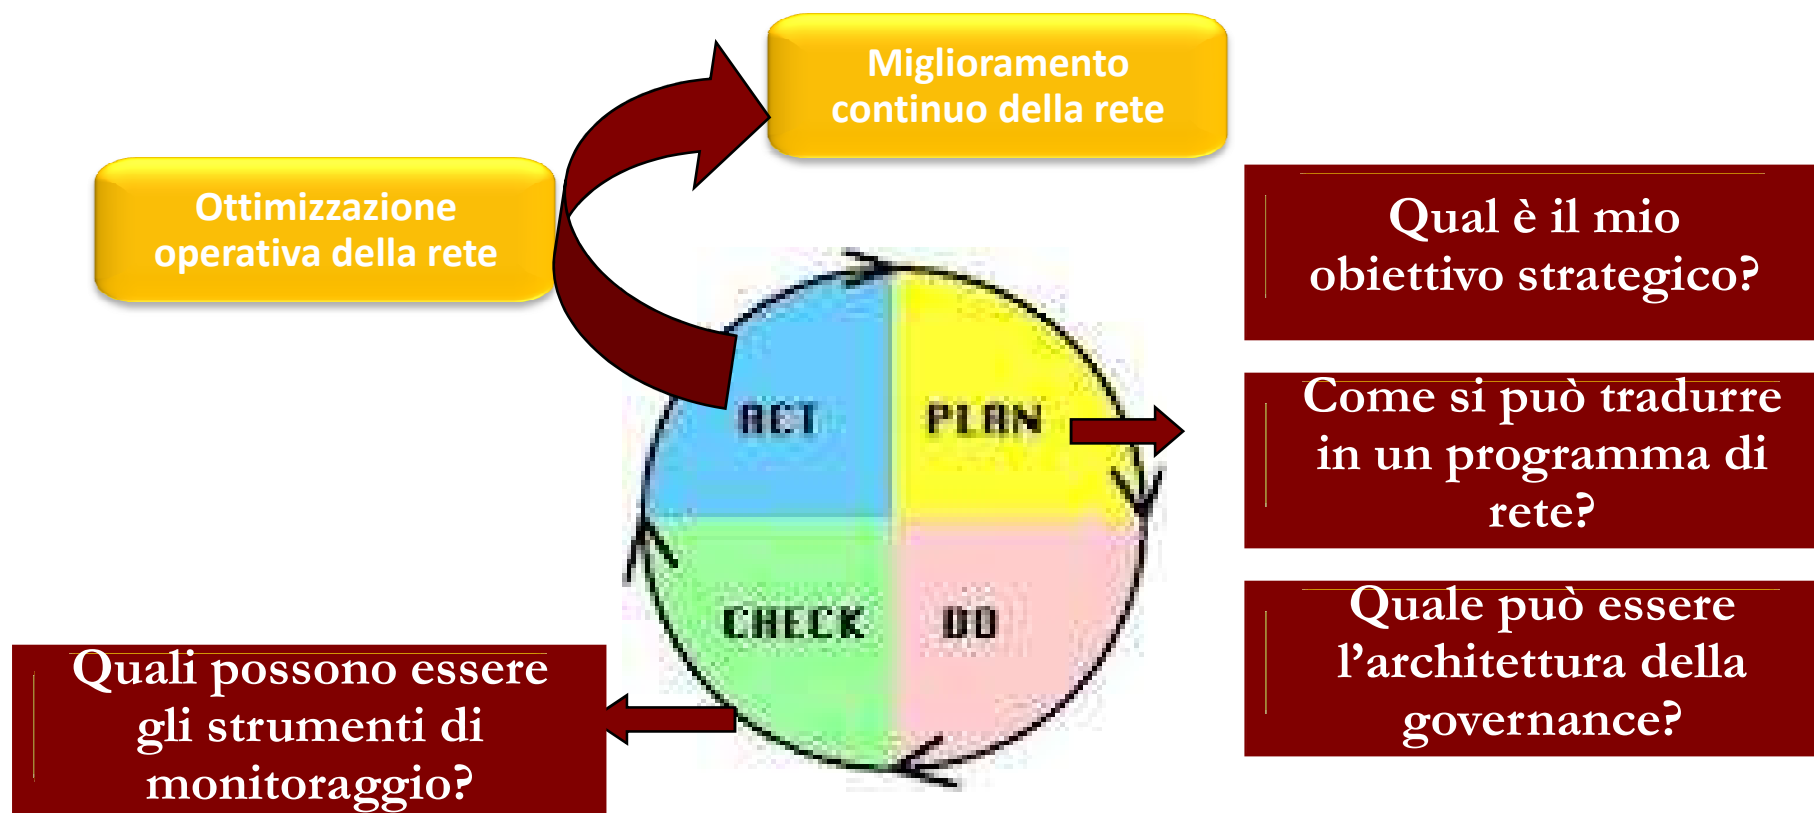 Miglioramento
continuo della rete
Ottimizzazione
operativa della rete
Qual è il mio
obiettivo strategico?
Come si può tradurre
in un programma di
rete?
Quale può essere
l’architettura della
governance?
ACT
PLAN
CHECK
DO
Quali possono essere
gli strumenti di
monitoraggio?